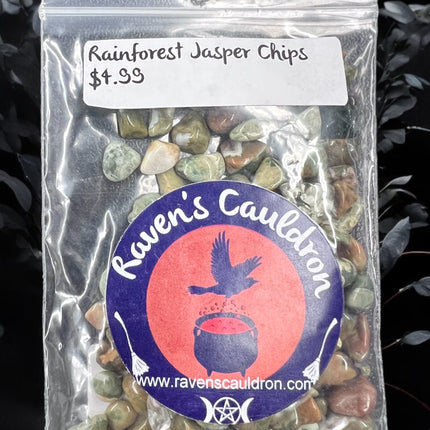 Rainforest Jasper Chips
$4.99
Raven's Cauldron
www.ravenscauldron.com